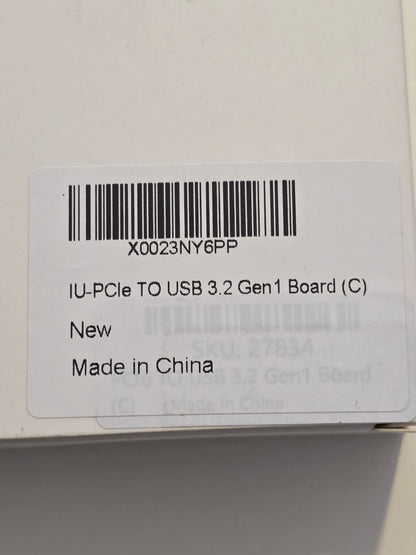 X0023NY6PP
IU-PCIe TO USB 3.2 Gen1 Board (C)
New
SKU: 27834
Made in China
PCIe TO USB 3.2 Gen1 Board
(C) Made in China